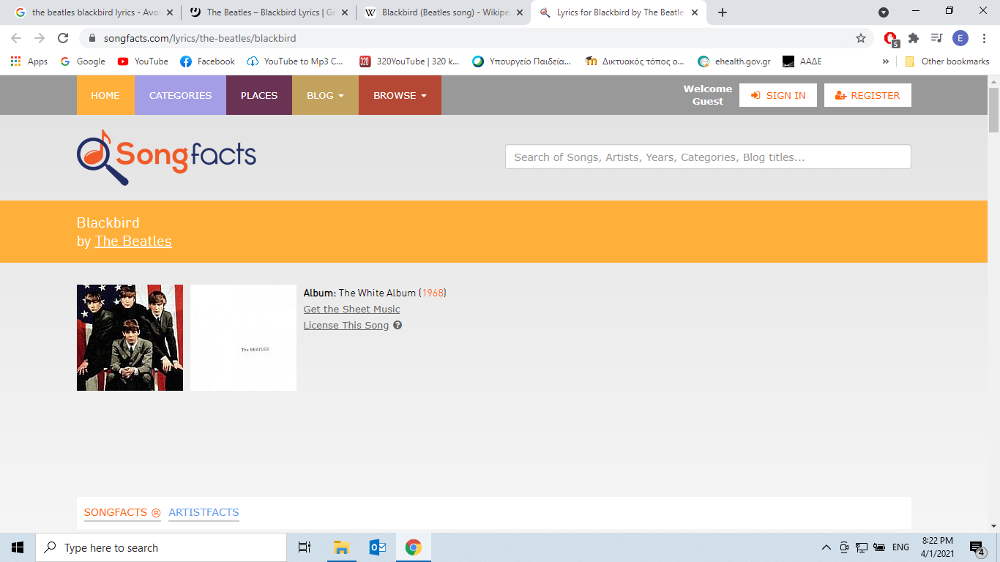 the beatles blackbird lyrics - Ανα
The Beatles – Blackbird Lyrics | Ge
Blackbird (Beatles song) - Wikipe
Lyrics for Blackbird by The Beatle
songfacts.com/lyrics/the-beatles/blackbird
5
E
Apps
Google
YouTube
Facebook
YouTube to Mp3 C...
320
320YouTube | 320 k...
Υπουργείο Παιδεία...
Δικτυακός τόπος ο...
ehealth.gov.gr
ΑΑΔΕ
»
Other bookmarks
HOME
CATEGORIES
PLACES
BLOG
BROWSE
Welcome
Guest
SIGN IN
REGISTER
Songfacts
Search of Songs, Artists, Years, Categories, Blog titles...
Blackbird
by The Beatles
The BEATLES
Album: The White Album (1968)
Get the Sheet Music
License This Song ?
SONGFACTS ®
ARTISTFACTS
Type here to search
ENG
8:22 PM
4/1/2021
4